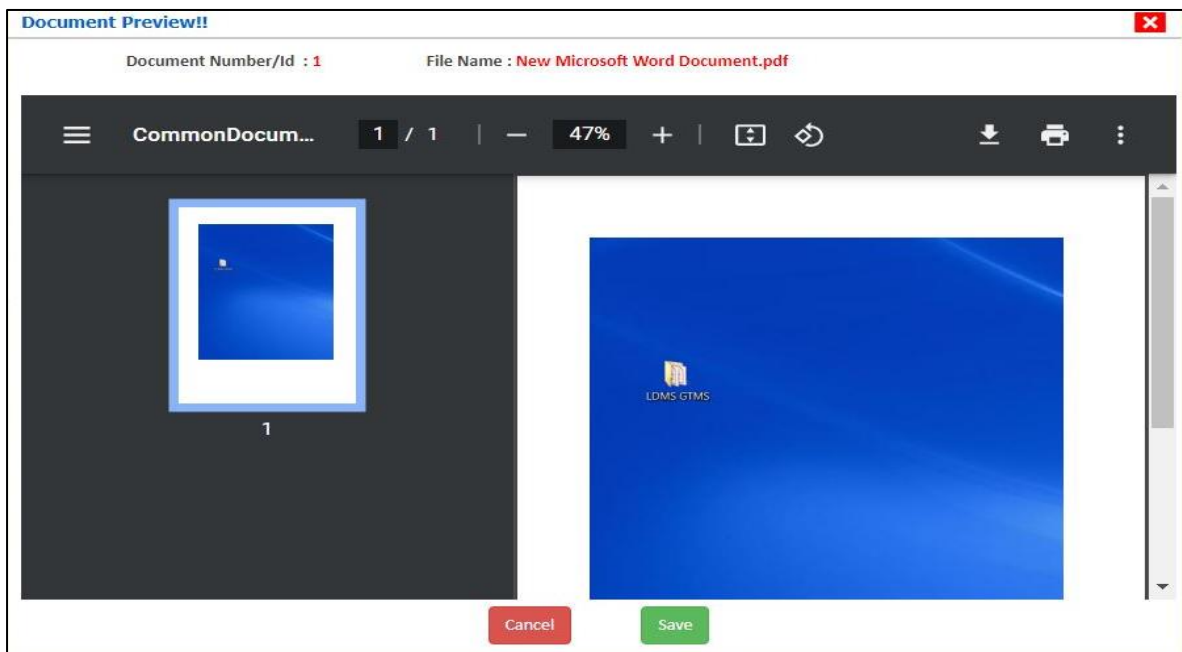 Document Preview!!
Document Number/Id : 1 File Name : New Microsoft Word Document.pdf
CommonDocum... 1 / 1 47%
LDMS GTMS
1
Cancel Save